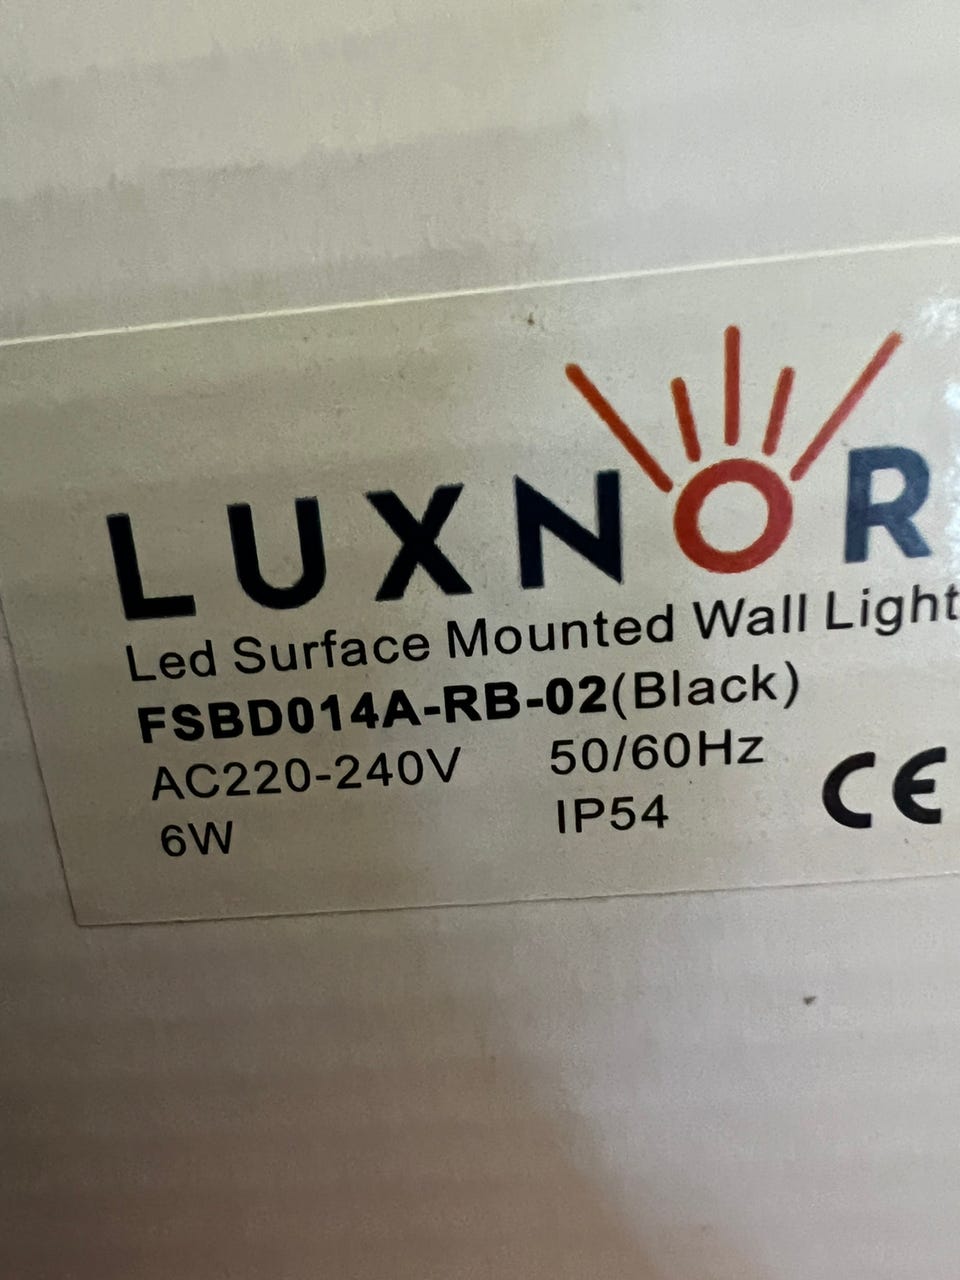 LUXNOR
Led Surface Mounted Wall Light
FSBD014A-RB-02(Black)
AC220-240V 50/60Hz
6W IP54 CE